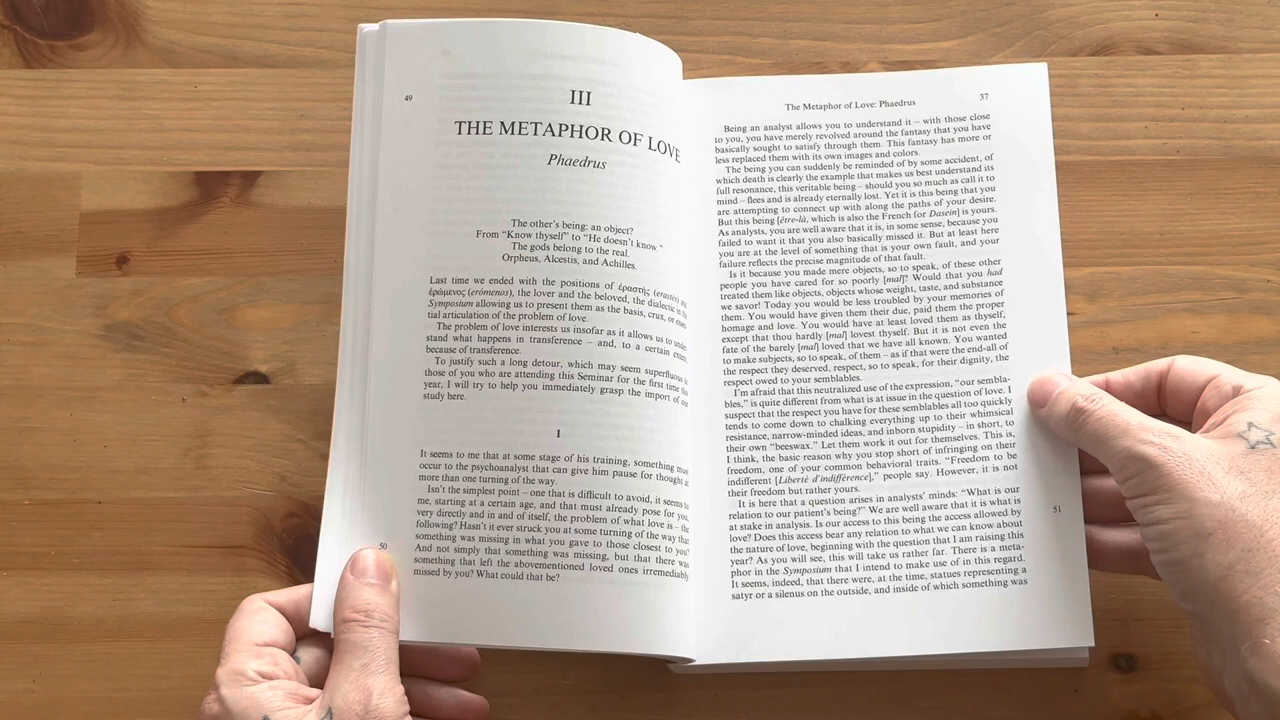 49
III
THE METAPHOR OF LOVE
Phaedrus
The other's being: an object?
From “Know thyself” to “He doesn't know.”
The gods belong to the real.
Orpheus, Alcestis, and Achilles.
Last time we ended with the positions of ἐραστής (erastés) and
ἐρώμενος (erómenos), the lover and the beloved, the dialectic in the
Symposium allowing us to present them as the basis, crux, or essen-
tial articulation of the problem of love.
The problem of love interests us insofar as it allows us to under-
stand what happens in transference – and, to a certain extent,
because of transference.
To justify such a long detour, which may seem superfluous to
those of you who are attending this Seminar for the first time this
year, I will try to help you immediately grasp the import of our
study here.
1
It seems to me that at some stage of his training, something must
occur to the psychoanalyst that can give him pause for thought at
more than one turning of the way.
Isn't the simplest point – one that is difficult to avoid, it seems to
me, starting at a certain age, and that must already pose for you,
very directly and in and of itself, the problem of what love is – the
following? Hasn't it ever struck you at some turning of the way that
something was missing in what you gave to those closest to you?
And not simply that something was missing, but that there was
something that left the abovementioned loved ones irremediably
missed by you? What could that be?
50
The Metaphor of Love: Phaedrus 37
Being an analyst allows you to understand it – with those close
to you, you have merely revolved around the fantasy that you have
basically sought to satisfy through them. This fantasy has more or
less replaced them with its own images and colors.
The being you can suddenly be reminded of by some accident, of
which death is clearly the example that makes us best understand its
full resonance, this veritable being – should you so much as call it to
mind – flees and is already eternally lost. Yet it is this being that you
are attempting to connect up with along the paths of your desire.
But this being [être-là, which is also the French for Dasein] is yours.
As analysts, you are well aware that it is, in some sense, because you
failed to want it that you also basically missed it. But at least here
you are at the level of something that is your own fault, and your
failure reflects the precise magnitude of that fault.
Is it because you made mere objects, so to speak, of these other
people you have cared for so poorly [mal]? Would that you had
treated them like objects, objects whose weight, taste, and substance
we savor! Today you would be less troubled by your memories of
them. You would have given them their due, paid them the proper
homage and love. You would have at least loved them as thyself,
except that thou hardly [mal] lovest thyself. But it is not even the
fate of the barely [mal] loved that we have all known. You wanted
to make subjects, so to speak, of them – as if that were the end-all of
the respect they deserved, respect, so to speak, for their dignity, the
respect owed to your semblables.
I'm afraid that this neutralized use of the expression, “our sembla-
bles,” is quite different from what is at issue in the question of love. I
suspect that the respect you have for these semblables all too quickly
tends to come down to chalking everything up to their whimsical
resistance, narrow-minded ideas, and inborn stupidity – in short, to
their own “beeswax.” Let them work it out for themselves. This is,
I think, the basic reason why you stop short of infringing on their
freedom, one of your common behavioral traits. “Freedom to be
indifferent [Liberté d'indifférence],” people say. However, it is not
their freedom but rather yours.
It is here that a question arises in analysts' minds: “What is our
relation to our patient's being?” We are well aware that it is what is
at stake in analysis. Is our access to this being the access allowed by
love? Does this access bear any relation to what we can know about
the nature of love, beginning with the question that I am raising this
year? As you will see, this will take us rather far. There is a meta-
phor in the Symposium that I intend to make use of in this regard.
It seems, indeed, that there were, at the time, statues representing a
satyr or a silenus on the outside, and inside of which something was
51